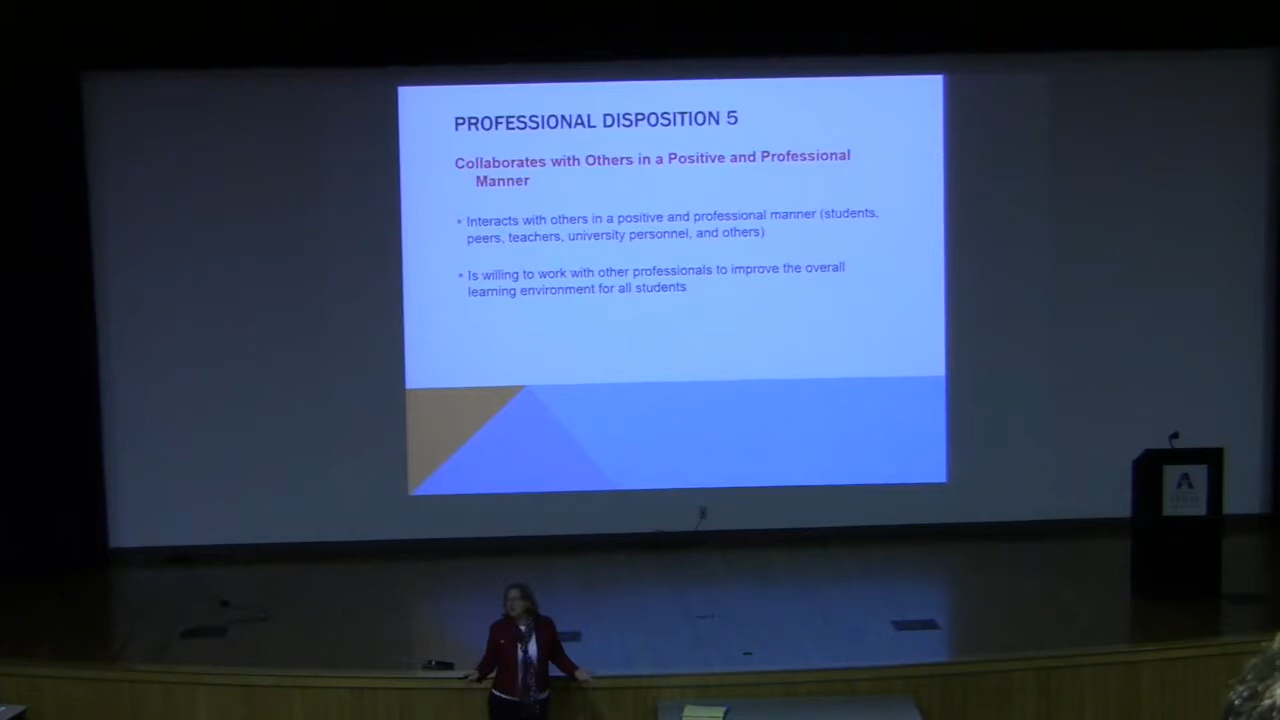 PROFESSIONAL DISPOSITION 5
Collaborates with Others in a Positive and Professional
Manner
▪ Interacts with others in a positive and professional manner (students,
peers, teachers, university personnel, and others)
▪ Is willing to work with other professionals to improve the overall
learning environment for all students
A